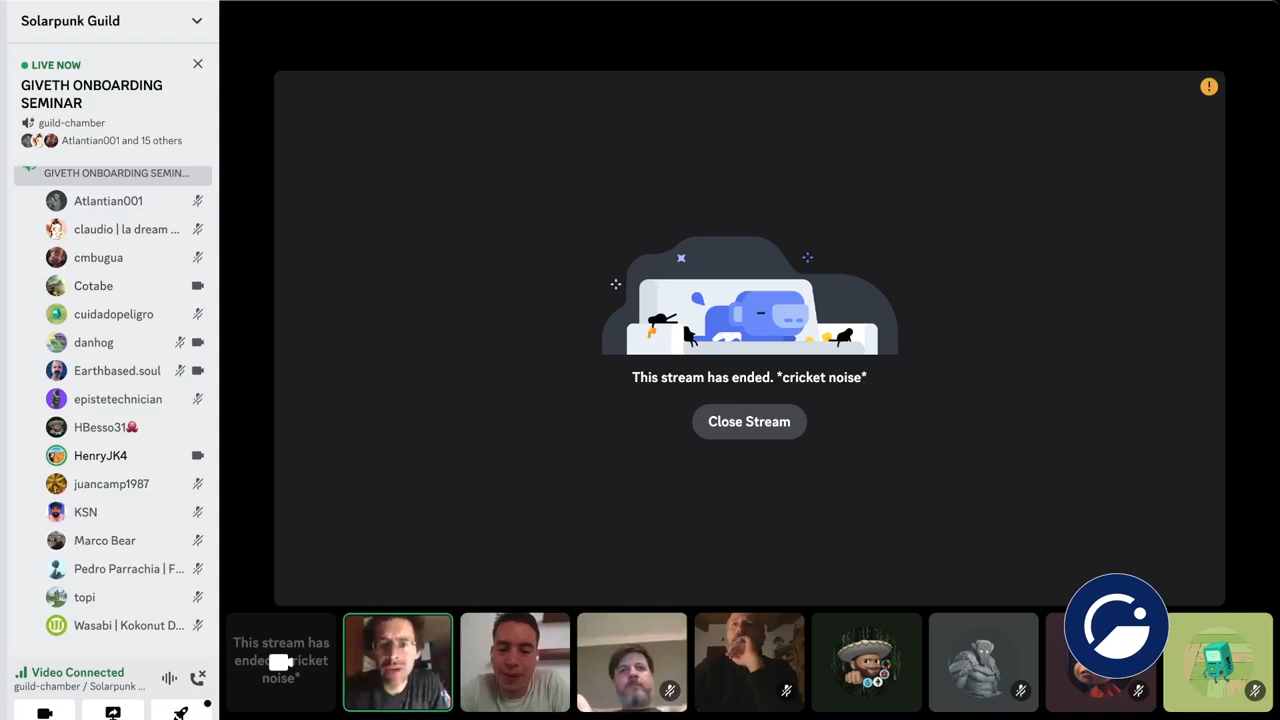 Solarpunk Guild
LIVE NOW
GIVETH ONBOARDING
SEMINAR
guild-chamber
Atlantian001 and 15 others
GIVETH ONBOARDING SEMIN...
Atlantian001
claudio | la dream ...
cmbugua
Cotabe
cuidadopeligro
danhog
Earthbased.soul
epistetechnician
HBesso31
HenryJK4
juancamp1987
KSN
Marco Bear
Pedro Parrachia | F...
topi
Wasabi | Kokonut D...
Video Connected
guild-chamber / Solarpunk ...
This stream has ended. *cricket noise*
Close Stream
This stream has
noise*